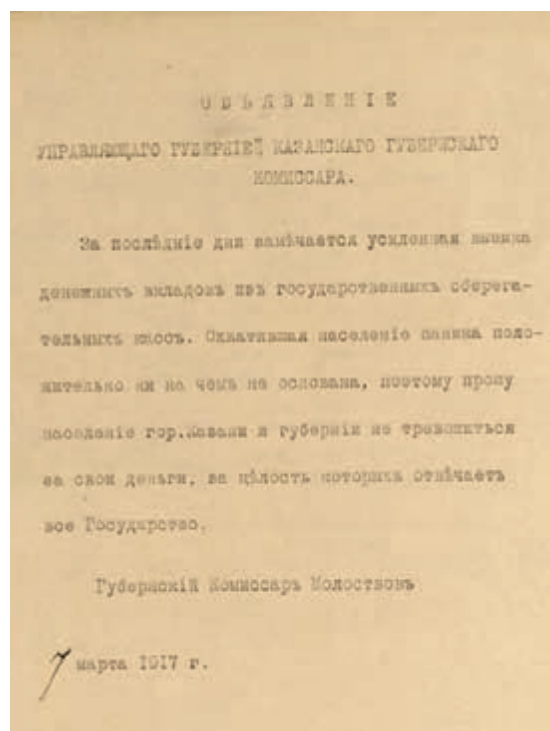 ОБЪЯВЛЕНІЕ
УПРАВЛЯЮЩАГО ГУБЕРНІЕЙ КАЗАНСКАГО ГУБЕРНСКАГО
КОМИССАРА.
За послѣдніе дни замѣчается усиленная выемка
денежныхъ вкладовъ изъ государственныхъ сберега-
тельныхъ кассъ. Охватившая населеніе паника поло-
жительно ни на чемъ не основана, поэтому прошу
населеніе гор.Казани и губерніи не тревожиться
за свои деньги, за цѣлость которыхъ отвѣчаетъ
все Государство.
Губернскій Комиссаръ Молоствовъ
7 марта 1917 г.